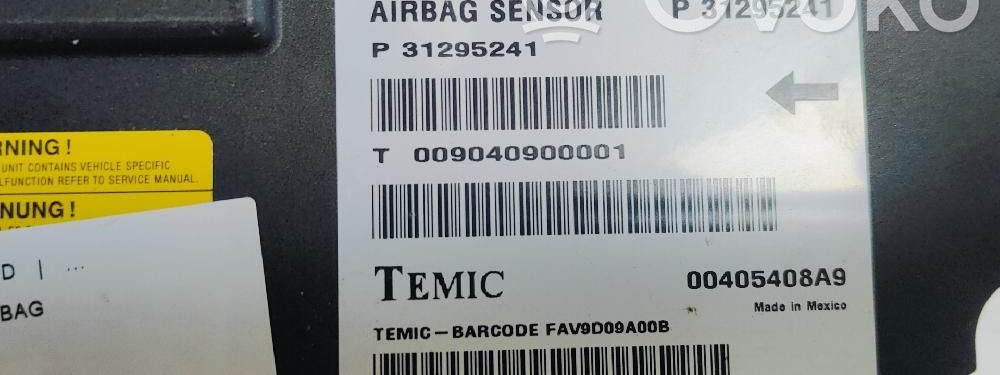 AIRBAG SENSOR P 31295241
P 31295241
T 009040900001
TEMIC 00405408A9
Made in Mexico
TEMIC-BARCODE FAV9D09A00B
RNING !
UNIT CONTAINS VEHICLE SPECIFIC
LFUNCTION REFER TO SERVICE MANUAL.
NUNG !
D | ...
BAG
OVOKO